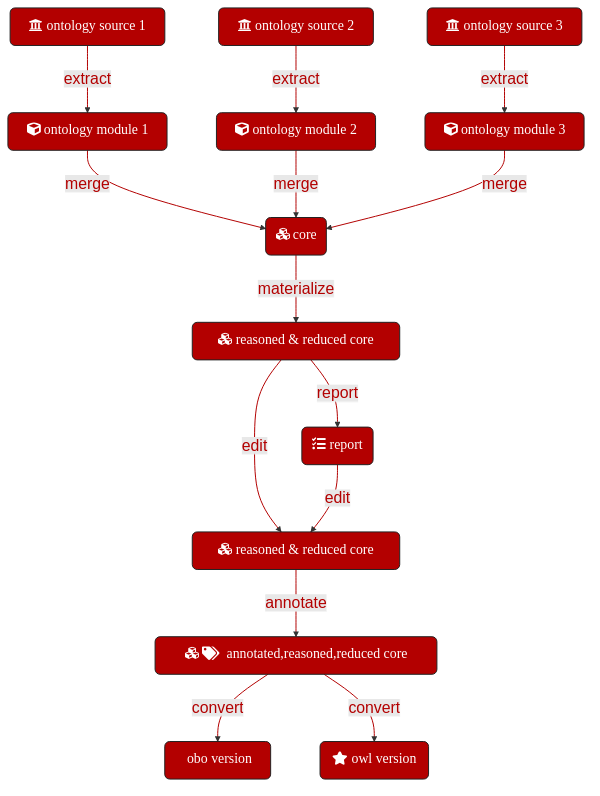 ontology source 1
ontology source 2
ontology source 3
extract
extract
extract
ontology module 1
ontology module 2
ontology module 3
merge
merge
merge
core
materialize
reasoned & reduced core
report
edit
report
edit
reasoned & reduced core
annotate
annotated,reasoned,reduced core
convert
convert
obo version
owl version